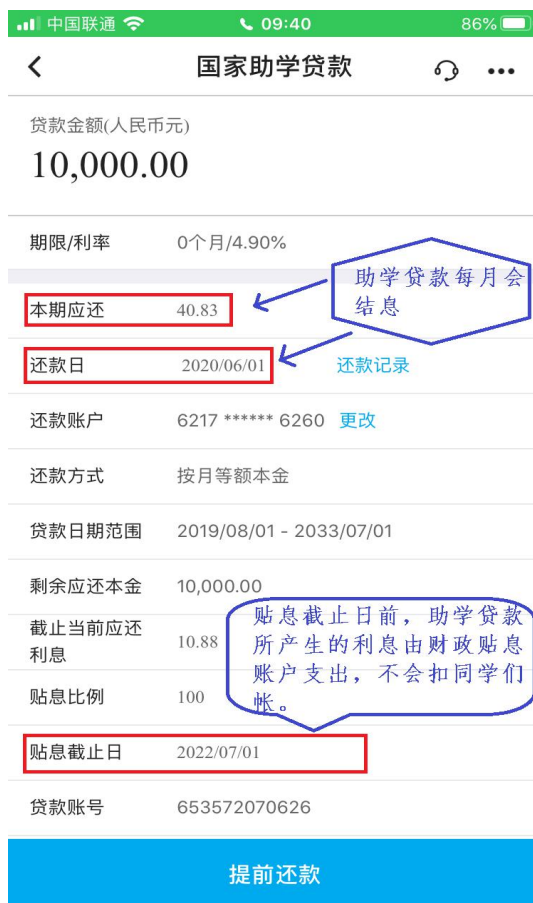 中国联通 09:40 86%
国家助学贷款
贷款金额(人民币元)
10,000.00
期限/利率 0个月/4.90%
助学贷款每月会
结息
本期应还 40.83
还款日 2020/06/01 还款记录
还款账户 6217 ****** 6260 更改
还款方式 按月等额本金
贷款日期范围 2019/08/01 - 2033/07/01
剩余应还本金 10,000.00
截止当前应还
利息 10.88
贴息截止日前，助学贷款
所产生的利息由财政贴息
账户支出，不会扣同学们
帐。
贴息比例 100
贴息截止日 2022/07/01
贷款账号 653572070626
提前还款